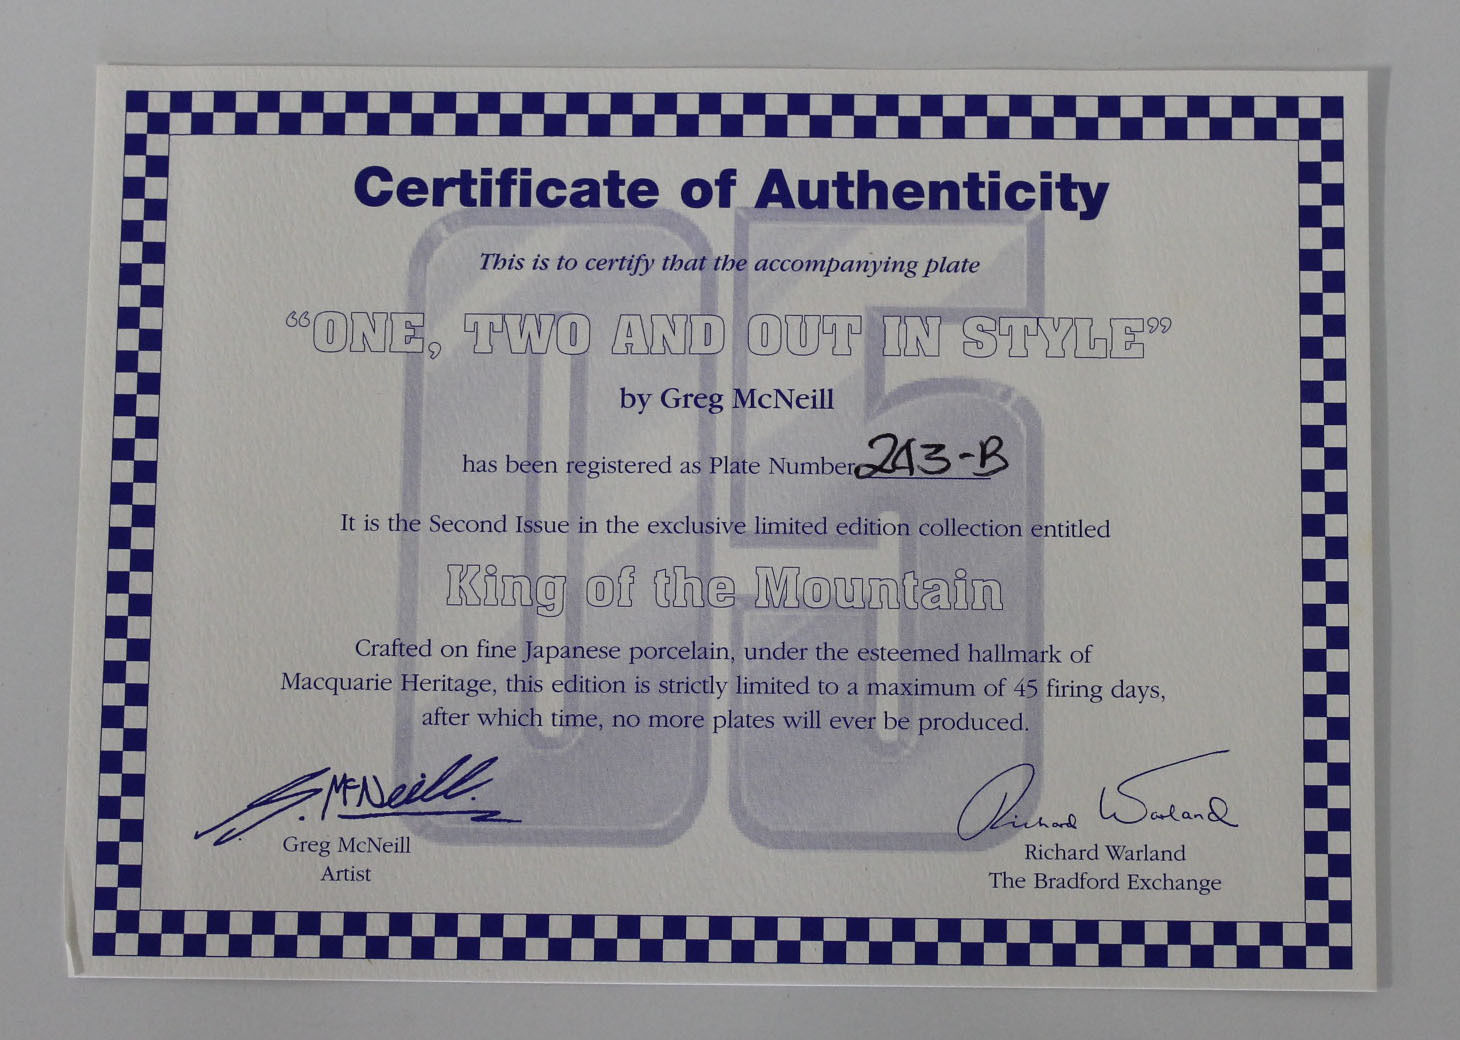 Certificate of Authenticity
This is to certify that the accompanying plate
“ONE, TWO AND OUT IN STYLE”
by Greg McNeill
has been registered as Plate Number 243-B
It is the Second Issue in the exclusive limited edition collection entitled
King of the Mountain
Crafted on fine Japanese porcelain, under the esteemed hallmark of
Macquarie Heritage, this edition is strictly limited to a maximum of 45 firing days,
after which time, no more plates will ever be produced.
G. McNeill.
Greg McNeill
Artist
Richard Warland
Richard Warland
The Bradford Exchange
05